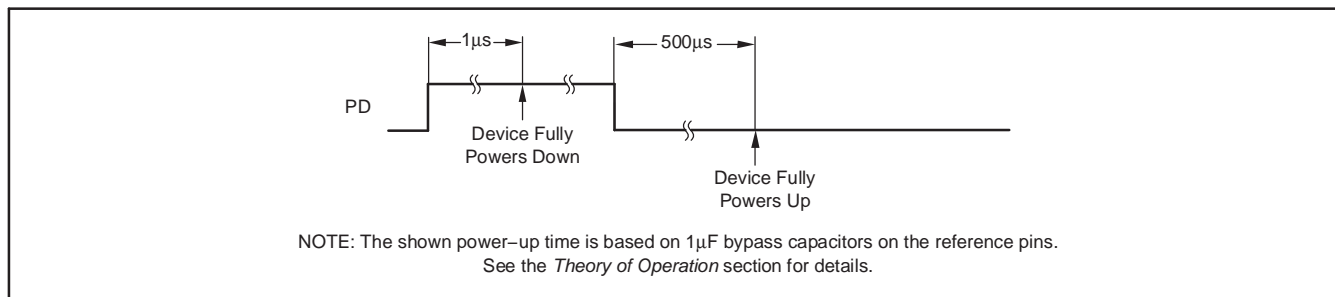 1μs
500μs
PD
Device Fully
Powers Down
Device Fully
Powers Up
NOTE: The shown power–up time is based on 1μF bypass capacitors on the reference pins.
See the Theory of Operation section for details.